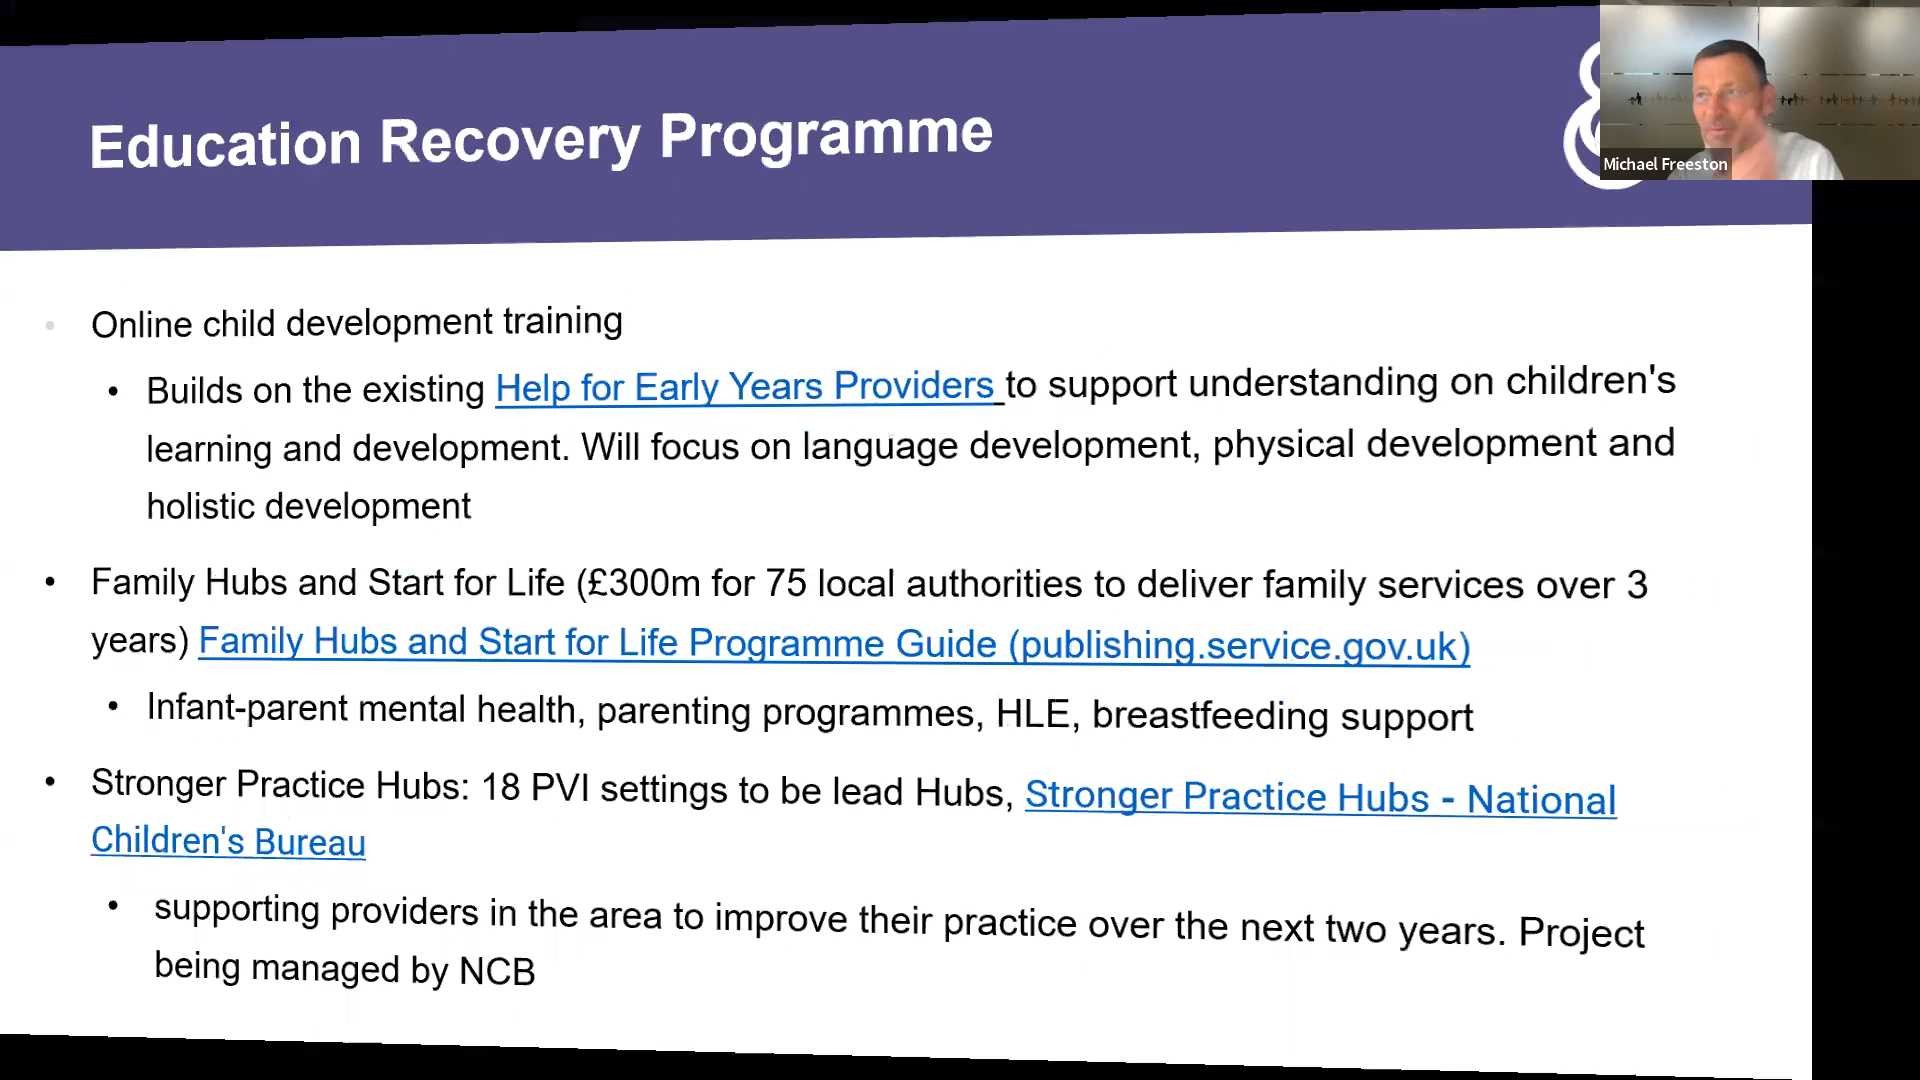 Education Recovery Programme
Michael Freeston
• Online child development training
• Builds on the existing Help for Early Years Providers to support understanding on children's
learning and development. Will focus on language development, physical development and
holistic development
• Family Hubs and Start for Life (£300m for 75 local authorities to deliver family services over 3
years) Family Hubs and Start for Life Programme Guide (publishing.service.gov.uk)
• Infant-parent mental health, parenting programmes, HLE, breastfeeding support
• Stronger Practice Hubs: 18 PVI settings to be lead Hubs, Stronger Practice Hubs - National
Children's Bureau
• supporting providers in the area to improve their practice over the next two years. Project
being managed by NCB